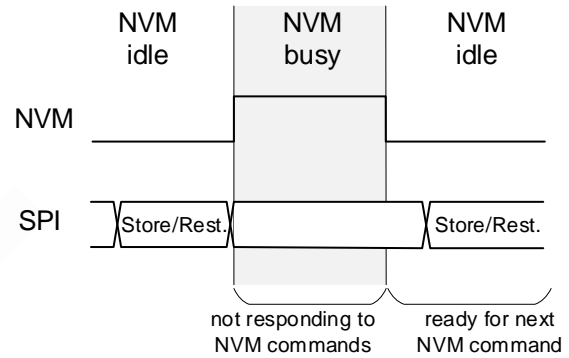 NVM idle
NVM busy
NVM idle
NVM
SPI
Store/Rest.
Store/Rest.
not responding to
NVM commands
ready for next
NVM command